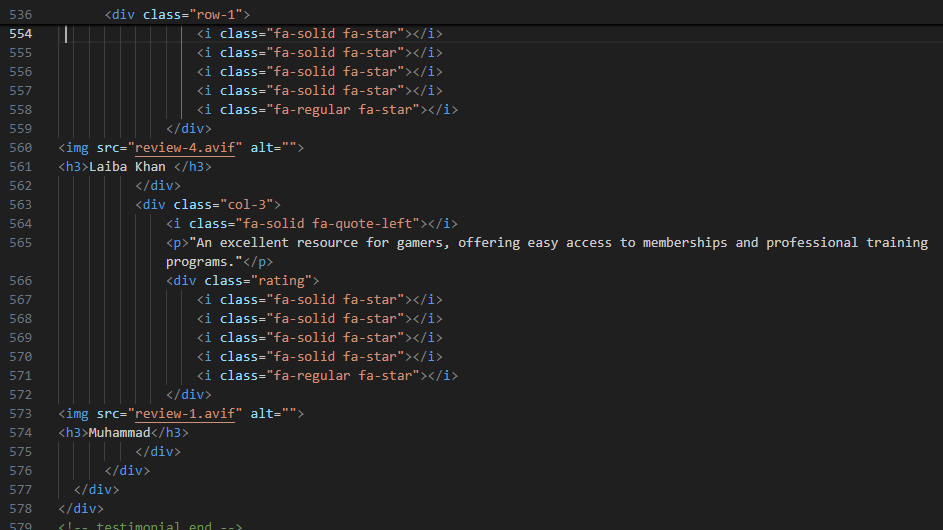 536 <div class="row-1">
554 <i class="fa-solid fa-star"></i>
555 <i class="fa-solid fa-star"></i>
556 <i class="fa-solid fa-star"></i>
557 <i class="fa-solid fa-star"></i>
558 <i class="fa-regular fa-star"></i>
559 </div>
560 <img src="review-4.avif" alt="">
561 <h3>Laiba Khan </h3>
562 </div>
563 <div class="col-3">
564 <i class="fa-solid fa-quote-left"></i>
565 <p>"An excellent resource for gamers, offering easy access to memberships and professional training
programs."</p>
566 <div class="rating">
567 <i class="fa-solid fa-star"></i>
568 <i class="fa-solid fa-star"></i>
569 <i class="fa-solid fa-star"></i>
570 <i class="fa-solid fa-star"></i>
571 <i class="fa-regular fa-star"></i>
572 </div>
573 <img src="review-1.avif" alt="">
574 <h3>Muhammad</h3>
575 </div>
576 </div>
577 </div>
578 </div>
579 <!-- testimonial end -->